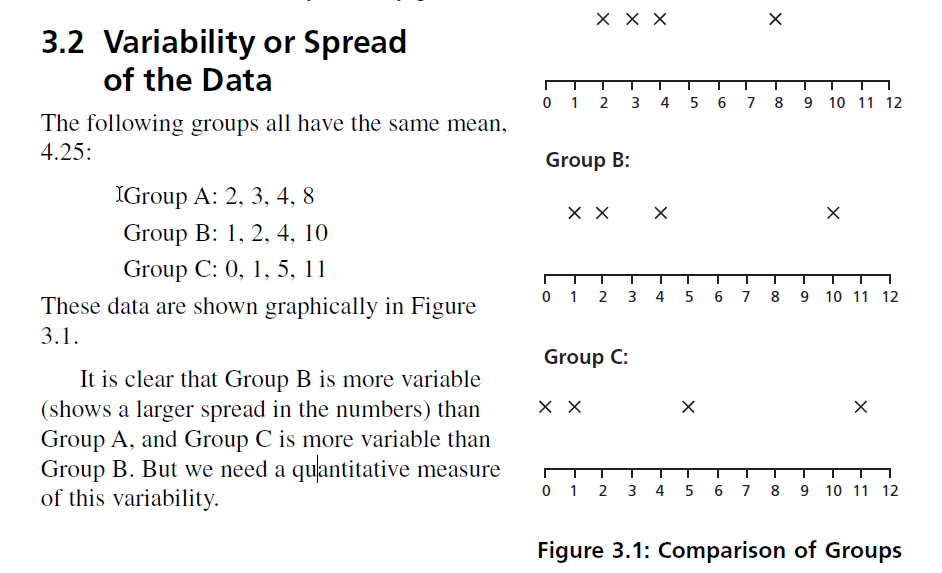 3.2 Variability or Spread
of the Data
The following groups all have the same mean,
4.25:
Group A: 2, 3, 4, 8
Group B: 1, 2, 4, 10
Group C: 0, 1, 5, 11
These data are shown graphically in Figure
3.1.
It is clear that Group B is more variable
(shows a larger spread in the numbers) than
Group A, and Group C is more variable than
Group B. But we need a quantitative measure
of this variability.
× × × ×
0 1 2 3 4 5 6 7 8 9 10 11 12
Group B:
× × × ×
0 1 2 3 4 5 6 7 8 9 10 11 12
Group C:
× × × ×
0 1 2 3 4 5 6 7 8 9 10 11 12
Figure 3.1: Comparison of Groups